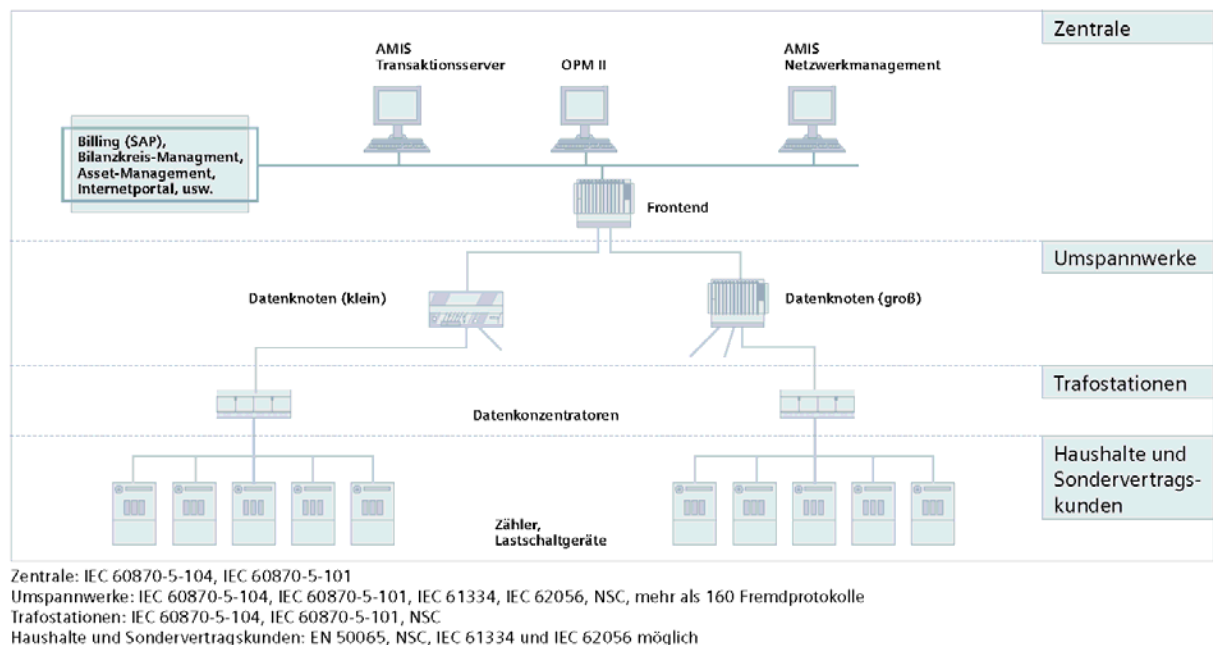 Zentrale
AMIS
Transaktionsserver
OPM II
AMIS
Netzwerkmanagement
Billing (SAP),
Bilanzkreis-Managment,
Asset-Management,
Internetportal, usw.
Frontend
Umspannwerke
Datenknoten (klein)
Datenknoten (groß)
Trafostationen
Datenkonzentratoren
Haushalte und
Sondervertrags-
kunden
Zähler,
Lastschaltgeräte
Zentrale: IEC 60870-5-104, IEC 60870-5-101
Umspannwerke: IEC 60870-5-104, IEC 60870-5-101, IEC 61334, IEC 62056, NSC, mehr als 160 Fremdprotokolle
Trafostationen: IEC 60870-5-104, IEC 60870-5-101, NSC
Haushalte und Sondervertragskunden: EN 50065, NSC, IEC 61334 und IEC 62056 möglich